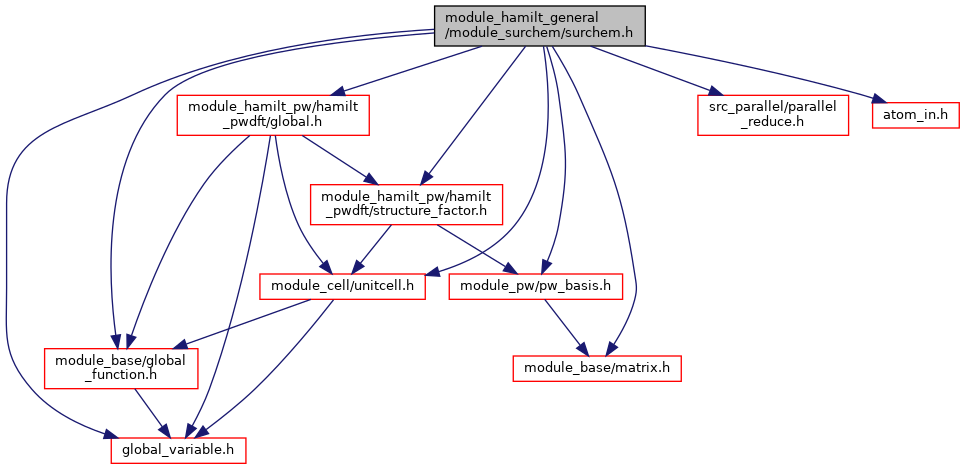 module_hamilt_general
/module_surchem/surchem.h
module_hamilt_pw/hamilt
_pwdft/global.h
src_parallel/parallel
_reduce.h
atom_in.h
module_hamilt_pw/hamilt
_pwdft/structure_factor.h
module_cell/unitcell.h
module_pw/pw_basis.h
module_base/global
_function.h
module_base/matrix.h
global_variable.h